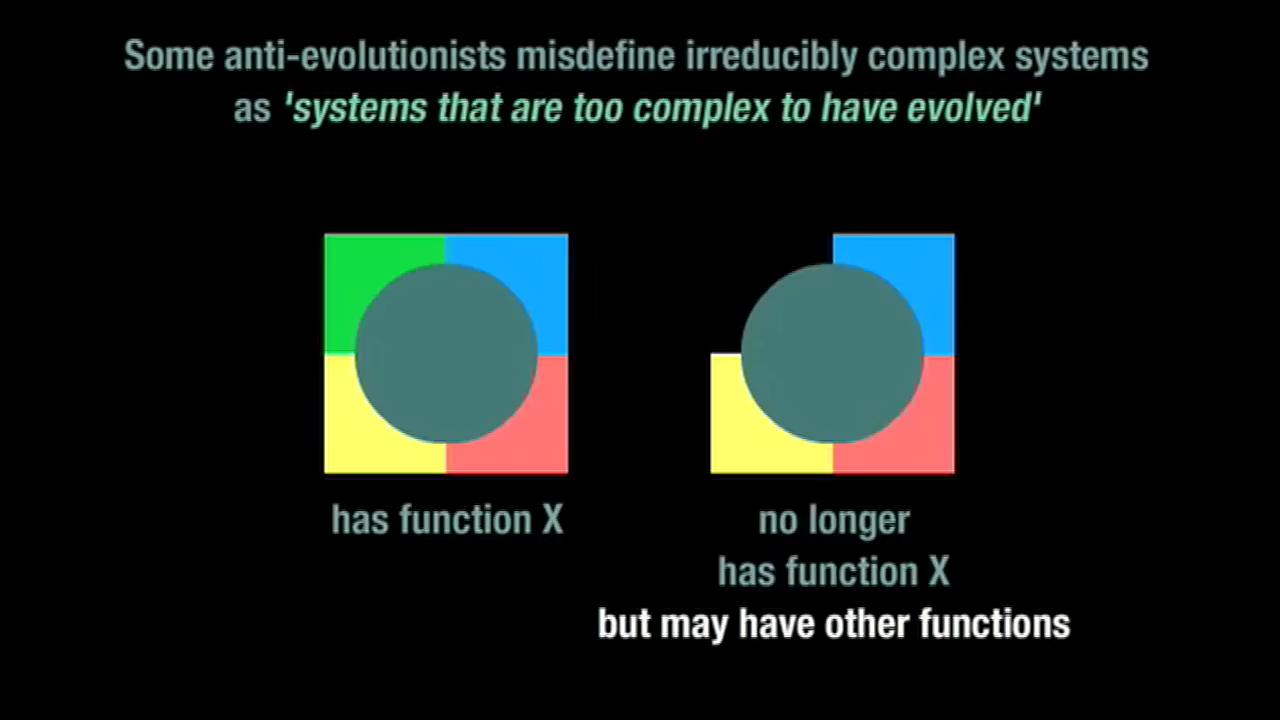 Some anti-evolutionists misdefine irreducibly complex systems
as 'systems that are too complex to have evolved'
has function X
no longer
has function X
but may have other functions